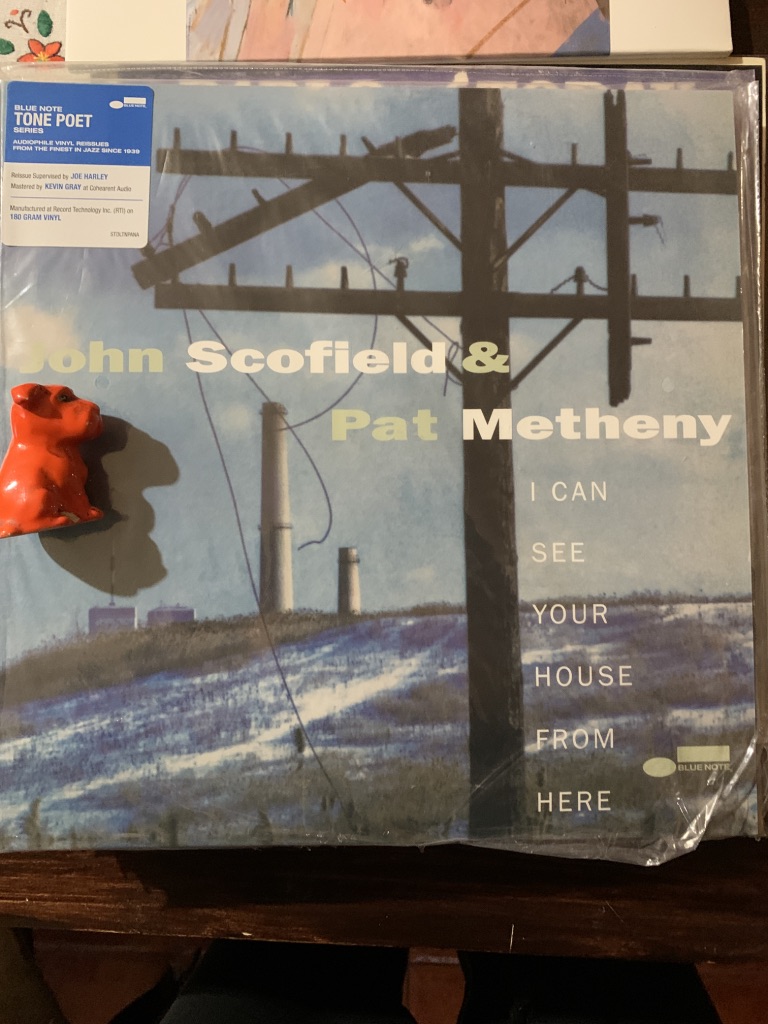 BLUE NOTE
TONE POET
SERIES
AUDIOPHILE VINYL REISSUES
FROM THE FINEST IN JAZZ SINCE 1939
BLUE NOTE
Reissue Supervised by JOE HARLEY
Mastered by KEVIN GRAY at Cohearent Audio
Manufactured at Record Technology Inc. (RTI) on
180 GRAM VINYL
John Scofield &
Pat Metheny
I CAN
SEE
YOUR
HOUSE
FROM
HERE
BLUE NOTE